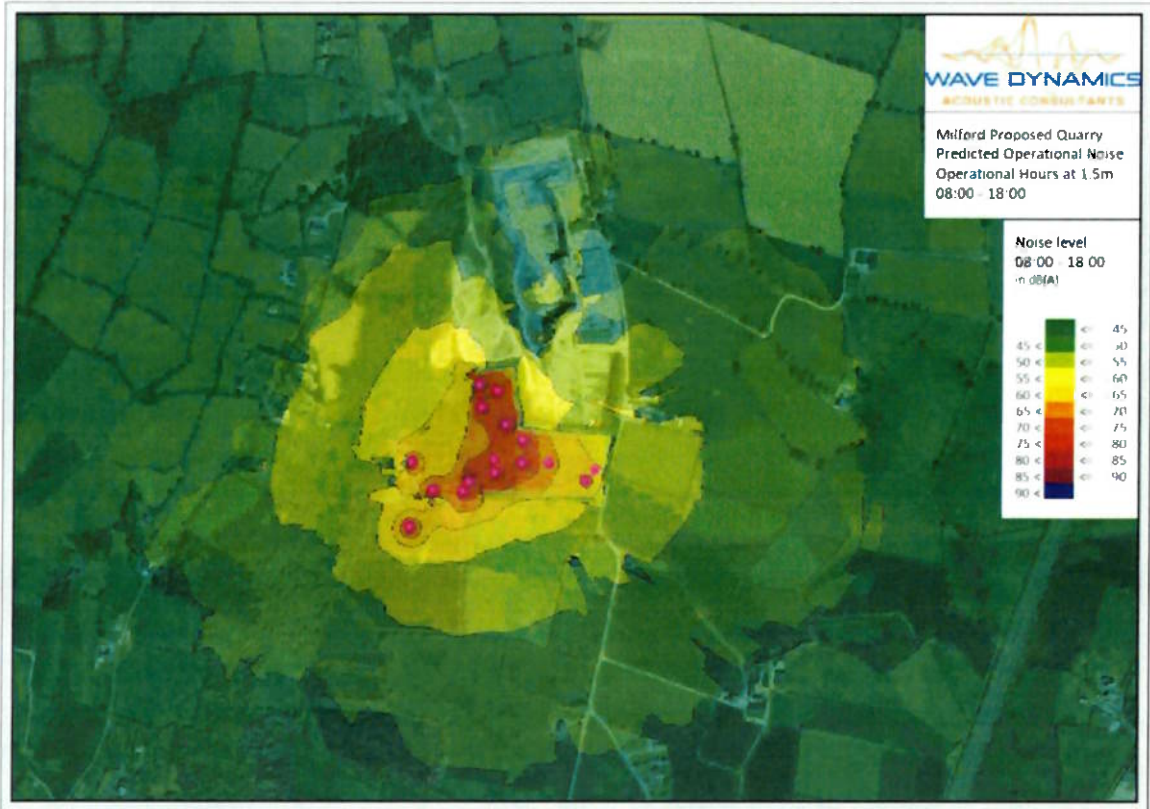 WAVE DYNAMICS
ACOUSTIC CONSULTANTS
Milford Proposed Quarry
Predicted Operational Noise
Operational Hours at 1.5m
08:00 - 18:00
Noise level
08:00 - 18:00
in dB(A)
<= 45
45 < <= 50
50 < <= 55
55 < <= 60
60 < <= 65
65 < <= 70
70 < <= 75
75 < <= 80
80 < <= 85
85 < <= 90
90 <